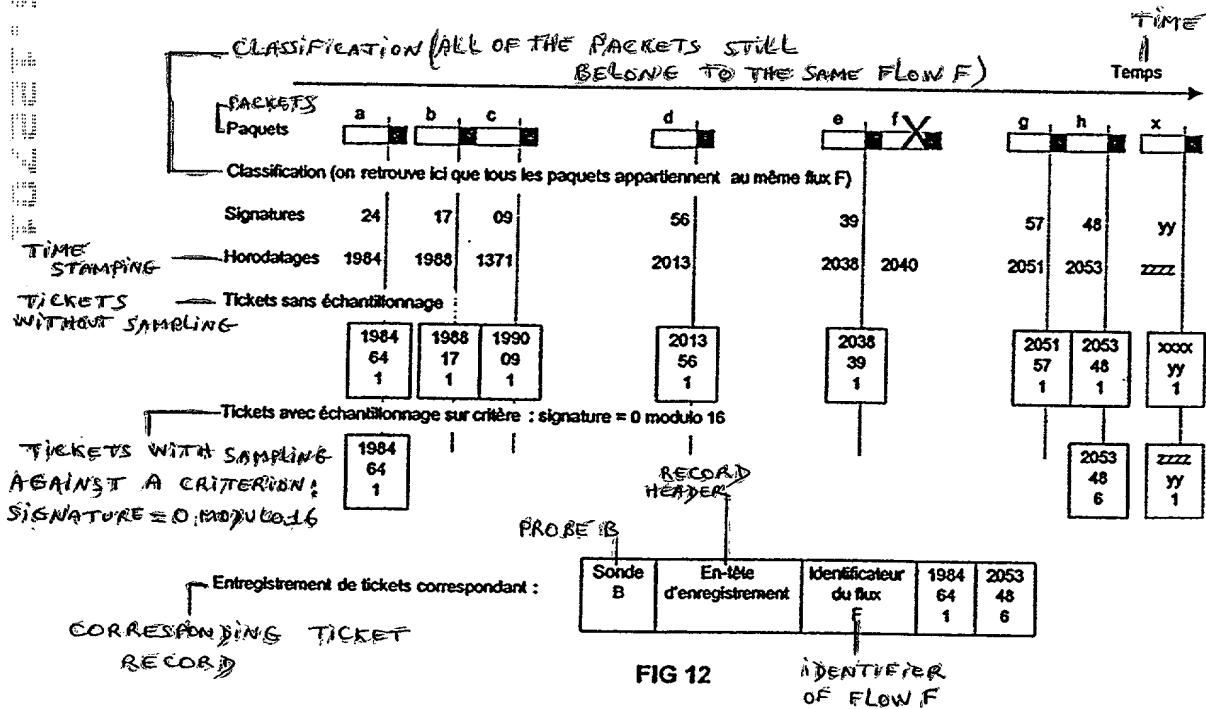 TIME
CLASSIFICATION (ALL OF THE PACKETS STILL
BELONG TO THE SAME FLOW F)
Temps
PACKETS
Paquets
a b c d e f g h x
Classification (on retrouve ici que tous les paquets appartiennent au même flux F)
Signatures 24 17 09 56 39 57 48 yy
TIME
STAMPING
Horodatages 1984 1988 1371 2013 2038 2040 2051 2053 zzzz
TICKETS
WITHOUT SAMPLING
Tickets sans échantillonnage
1984 1988 1990 2013 2038 2051 2053 xxxx
64 17 09 56 39 57 48 yy
1 1 1 1 1 1 1 1
Tickets avec échantillonnage sur critère : signature = 0 modulo 16
TICKETS WITH SAMPLING
AGAINST A CRITERION:
SIGNATURE = 0 MODULO 16
1984 2053 zzzz
64 48 yy
1 6 1
RECORD
HEADER
PROBE B
Entregistrement de tickets correspondant :
Sonde En-tête Identificateur 1984 2053
B d'enregistrement du flux 64 48
F 1 6
CORRESPONDING TICKET
RECORD
FIG 12
IDENTIFIER
OF FLOW F